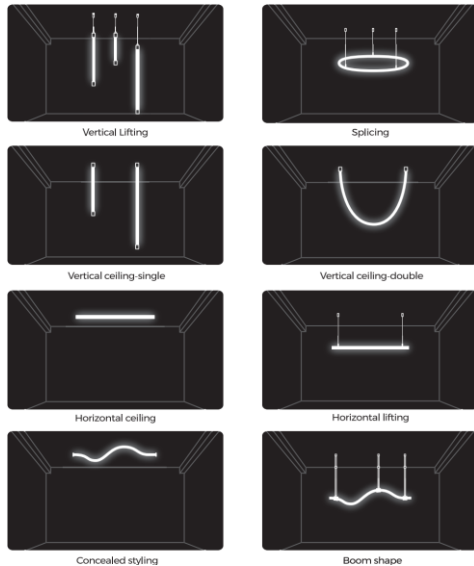 Vertical Lifting
Splicing
Vertical ceiling-single
Vertical ceiling-double
Horizontal ceiling
Horizontal lifting
Concealed styling
Boom shape